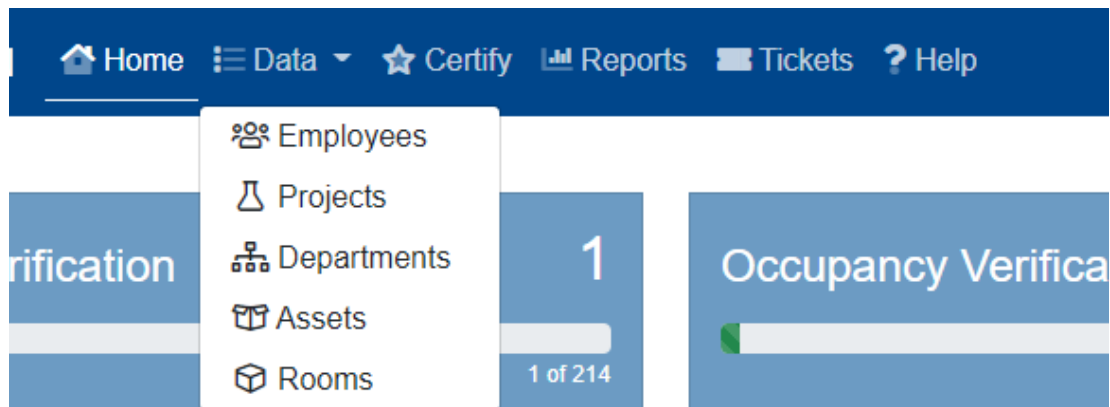 Home Data Certify Reports Tickets ? Help
Employees
Projects
Departments
Assets
Rooms
rification 1
1 of 214
Occupancy Verifica